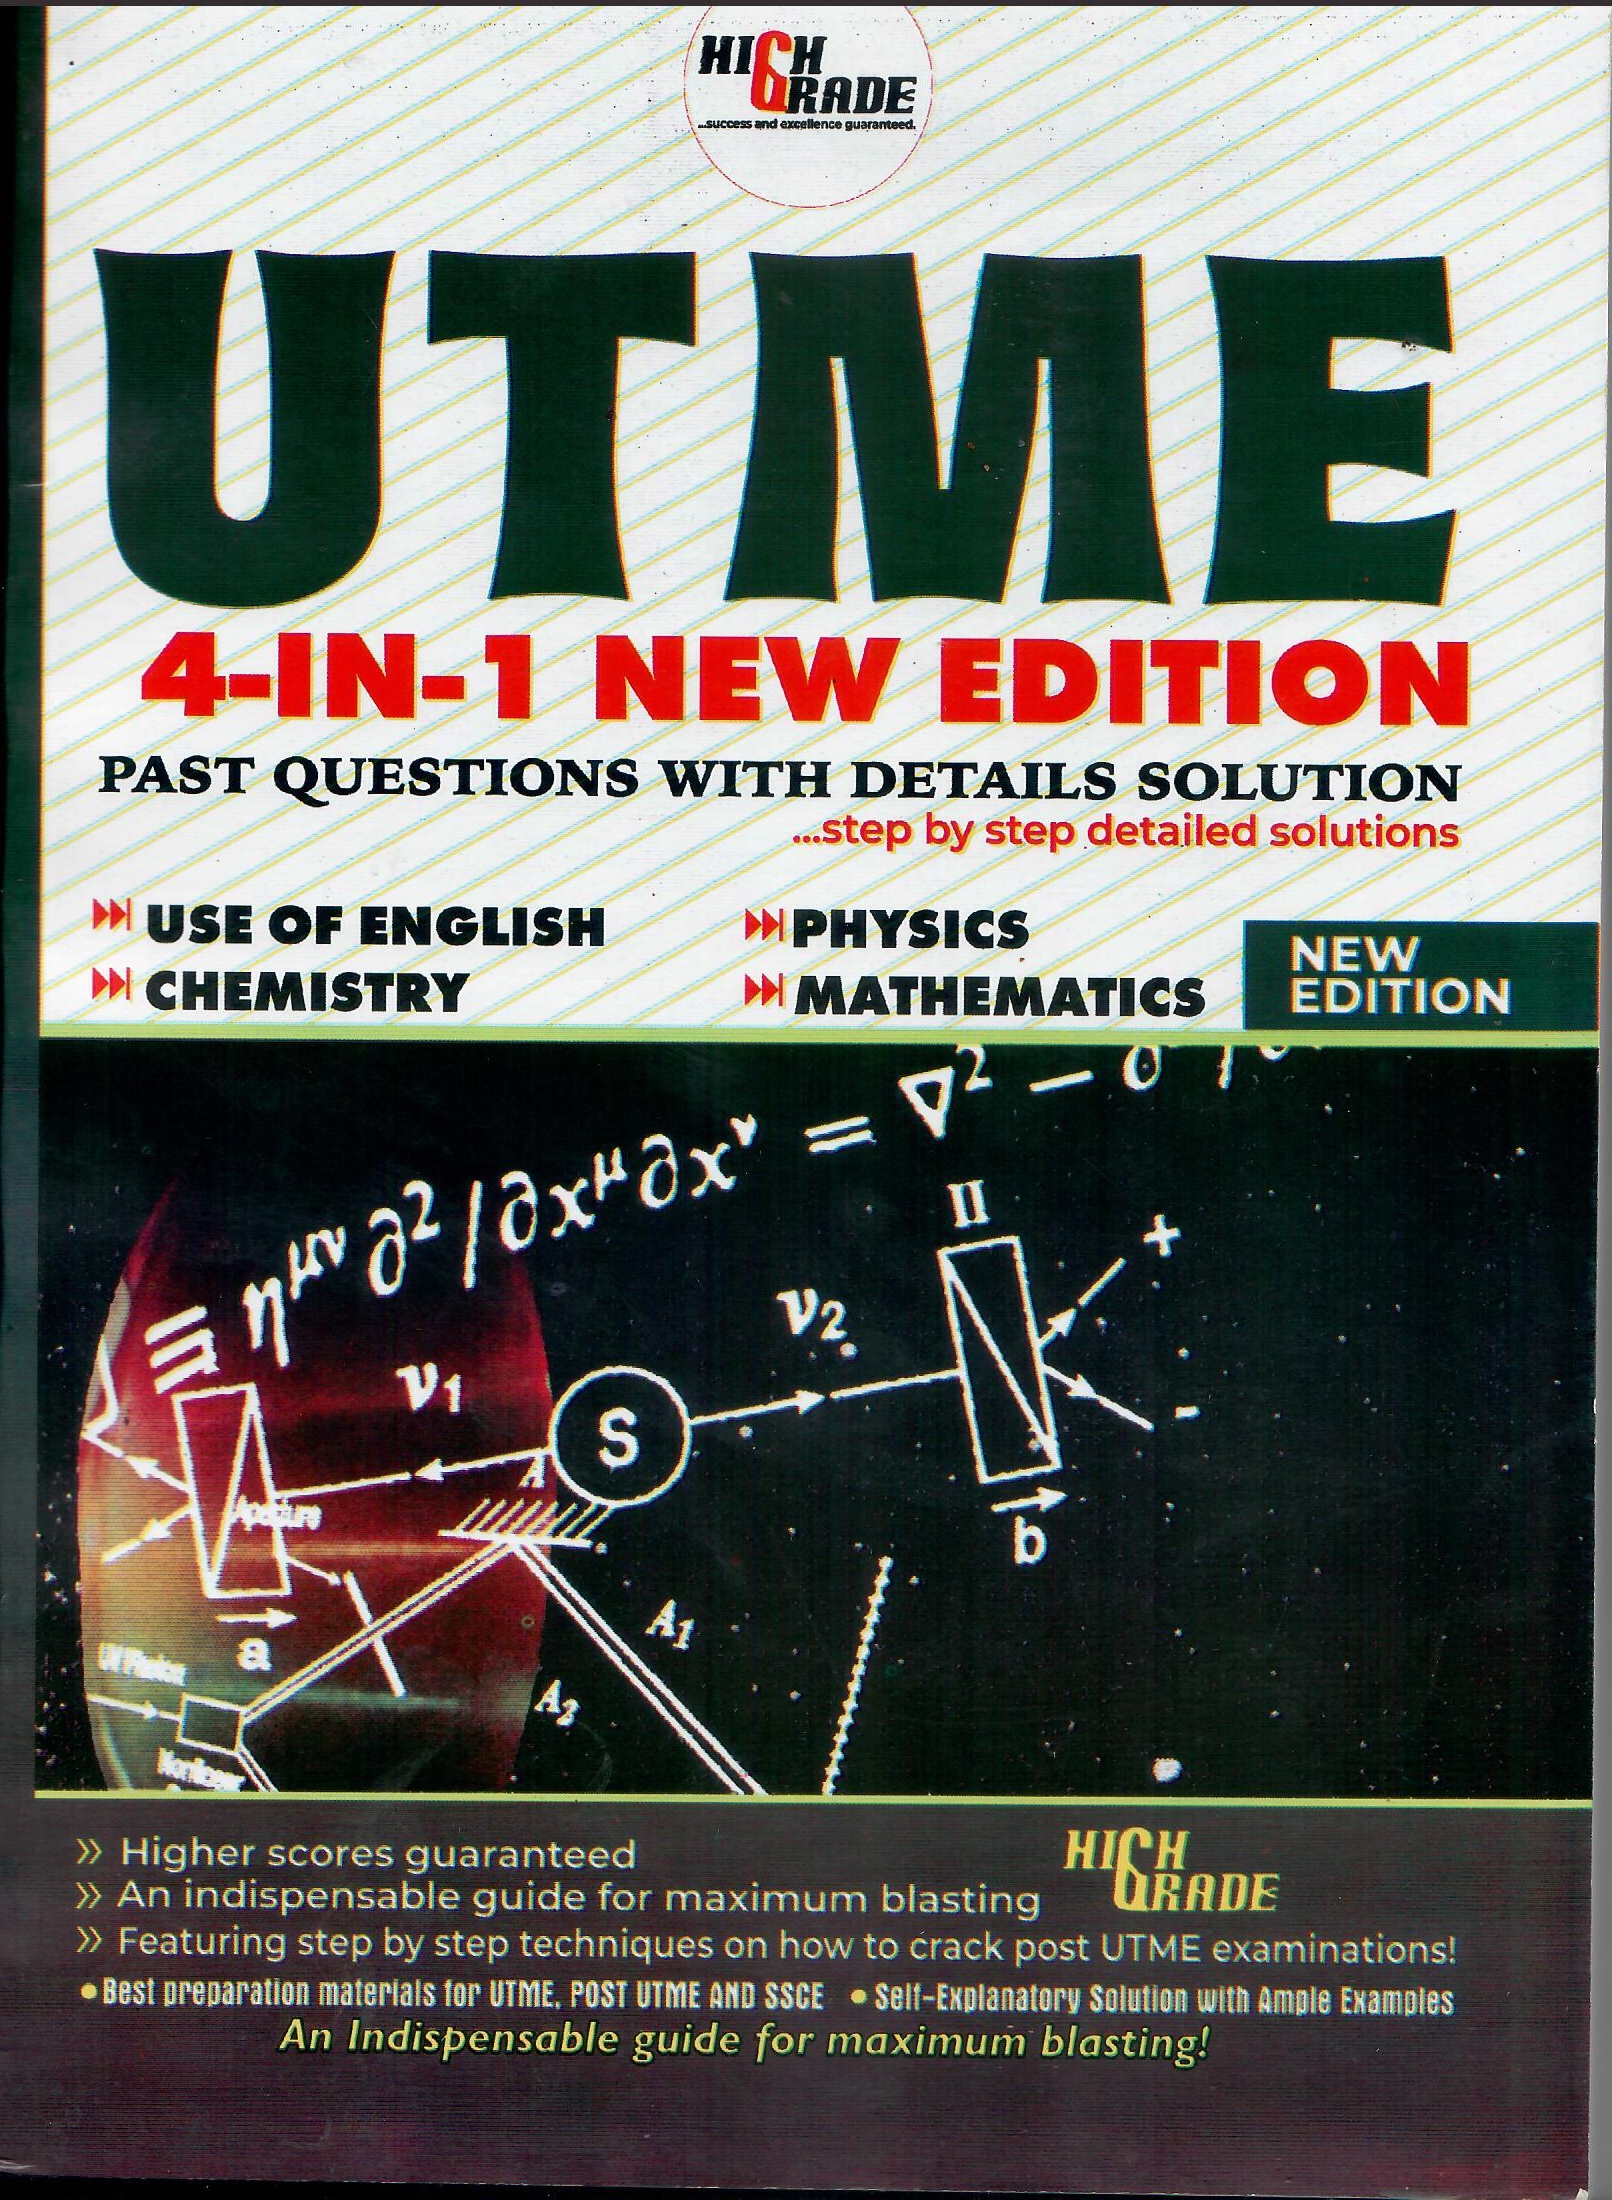 HIGH
GRADE
...success and excellence guaranteed.
UTME
4-IN-1 NEW EDITION
PAST QUESTIONS WITH DETAILS SOLUTION
...step by step detailed solutions
USE OF ENGLISH
PHYSICS
CHEMISTRY
MATHEMATICS
NEW
EDITION
≡ η^μν ∂² / ∂x^μ ∂x^ν = ∇² −
II
+
ν2
ν1
S
-
A
Aperture
b
A1
a
A2
>> Higher scores guaranteed
HIGH
GRADE
>> An indispensable guide for maximum blasting
>> Featuring step by step techniques on how to crack post UTME examinations!
• Best preparation materials for UTME, POST UTME AND SSCE • Self-Explanatory Solution with Ample Examples
An Indispensable guide for maximum blasting!